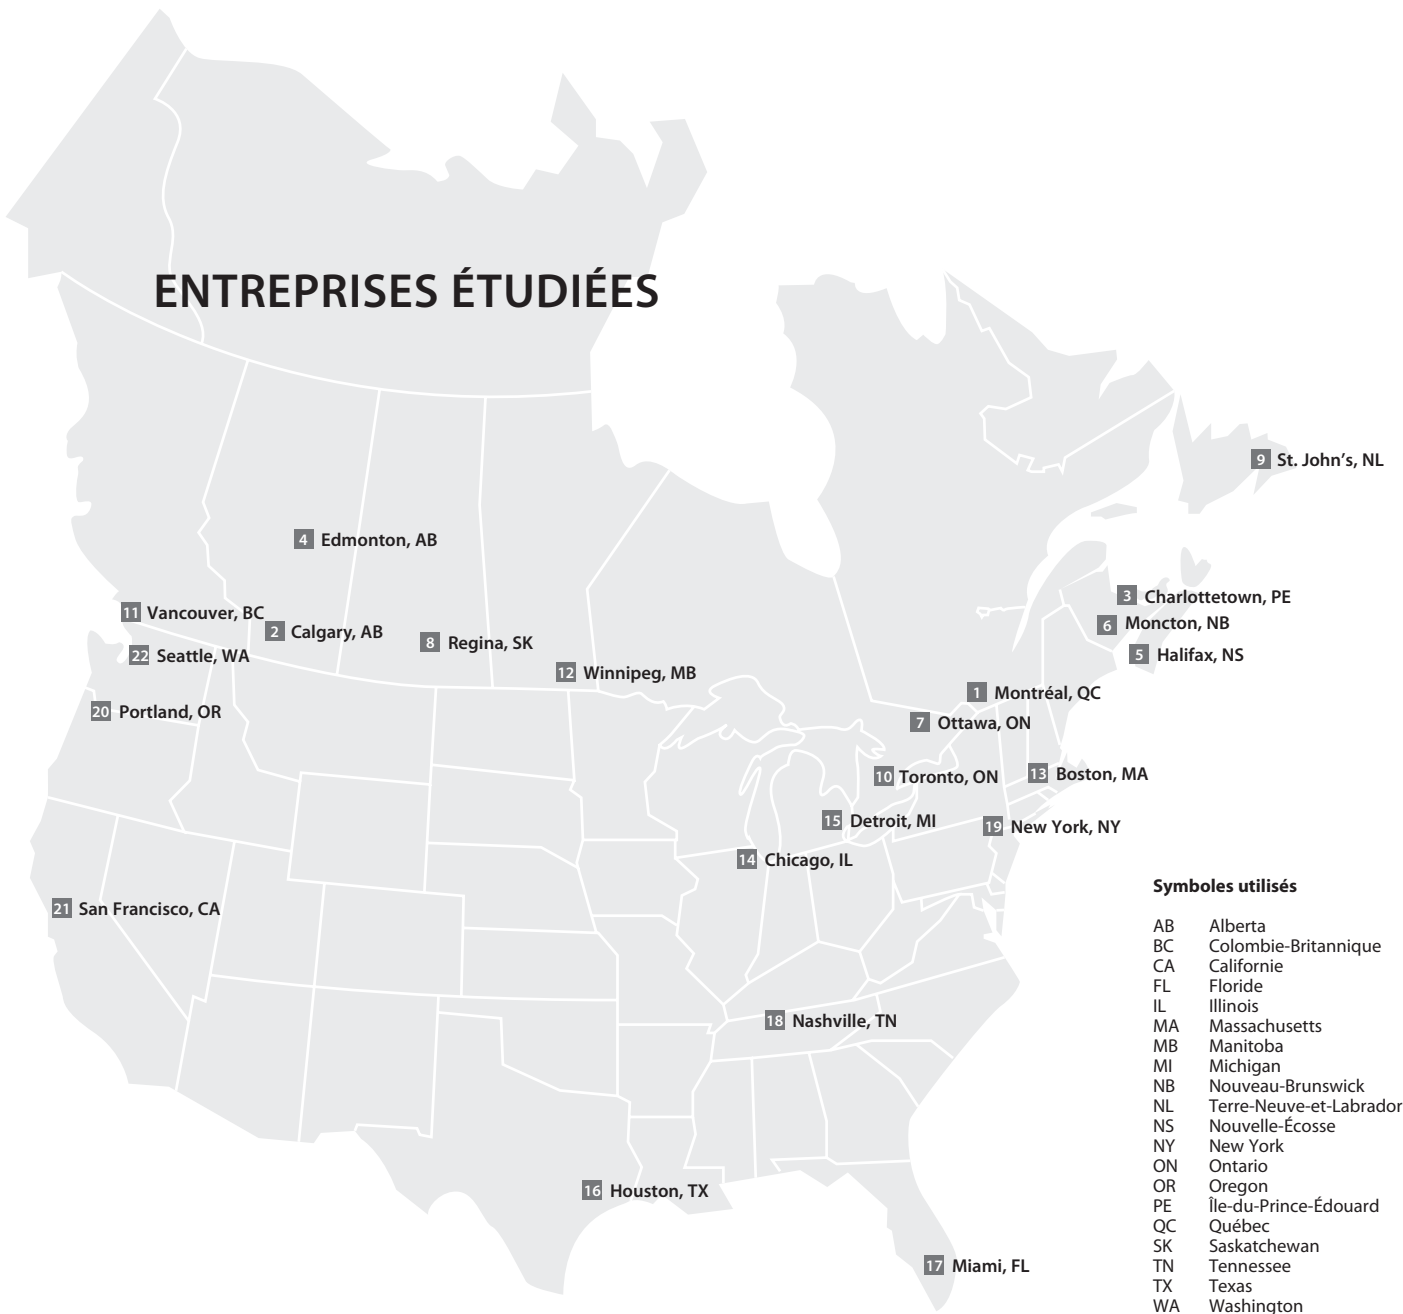 ENTREPRISES ÉTUDIÉES
9 St. John’s, NL
4 Edmonton, AB
3 Charlottetown, PE
11 Vancouver, BC
6 Moncton, NB
2 Calgary, AB
8 Regina, SK
22 Seattle, WA
5 Halifax, NS
12 Winnipeg, MB
1 Montréal, QC
20 Portland, OR
7 Ottawa, ON
10 Toronto, ON
13 Boston, MA
15 Detroit, MI
19 New York, NY
14 Chicago, IL
21 San Francisco, CA
18 Nashville, TN
16 Houston, TX
17 Miami, FL
Symboles utilisés
AB Alberta
BC Colombie-Britannique
CA Californie
FL Floride
IL Illinois
MA Massachusetts
MB Manitoba
MI Michigan
NB Nouveau-Brunswick
NL Terre-Neuve-et-Labrador
NS Nouvelle-Écosse
NY New York
ON Ontario
OR Oregon
PE Île-du-Prince-Édouard
QC Québec
SK Saskatchewan
TN Tennessee
TX Texas
WA Washington